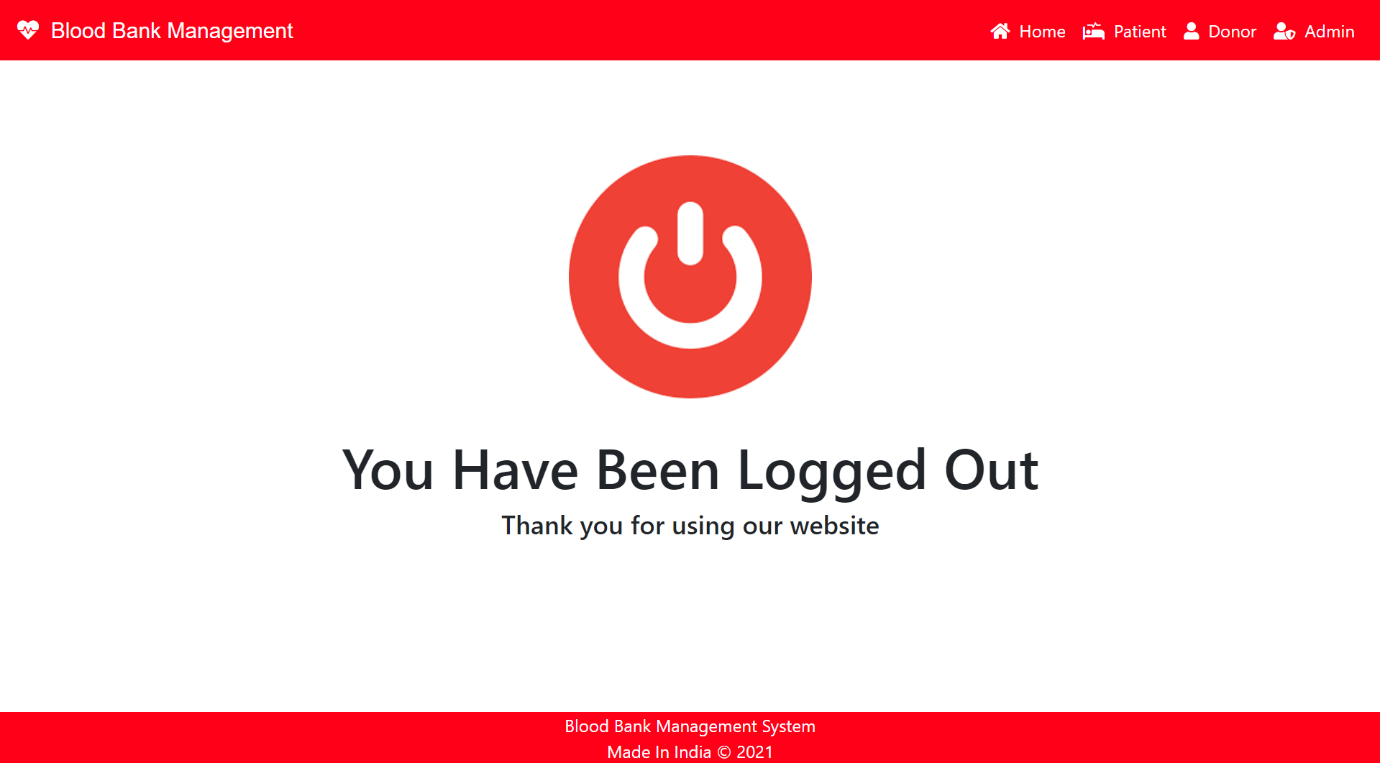 Blood Bank Management
Home Patient Donor Admin
You Have Been Logged Out
Thank you for using our website
Blood Bank Management System
Made In India © 2021